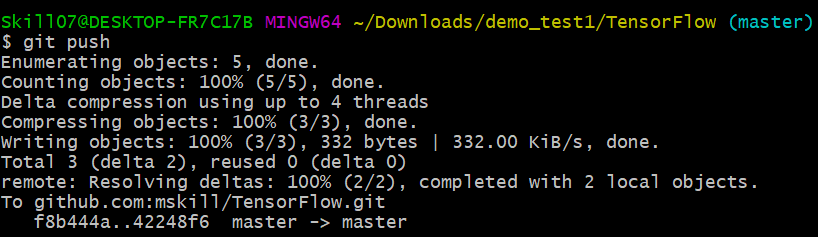 Skill07@DESKTOP-FR7C17B MINGW64 ~/Downloads/demo_test1/TensorFlow (master)
$ git push
Enumerating objects: 5, done.
Counting objects: 100% (5/5), done.
Delta compression using up to 4 threads
Compressing objects: 100% (3/3), done.
Writing objects: 100% (3/3), 332 bytes | 332.00 KiB/s, done.
Total 3 (delta 2), reused 0 (delta 0)
remote: Resolving deltas: 100% (2/2), completed with 2 local objects.
To github.com:mskill/TensorFlow.git
   f8b444a..42248f6  master -> master